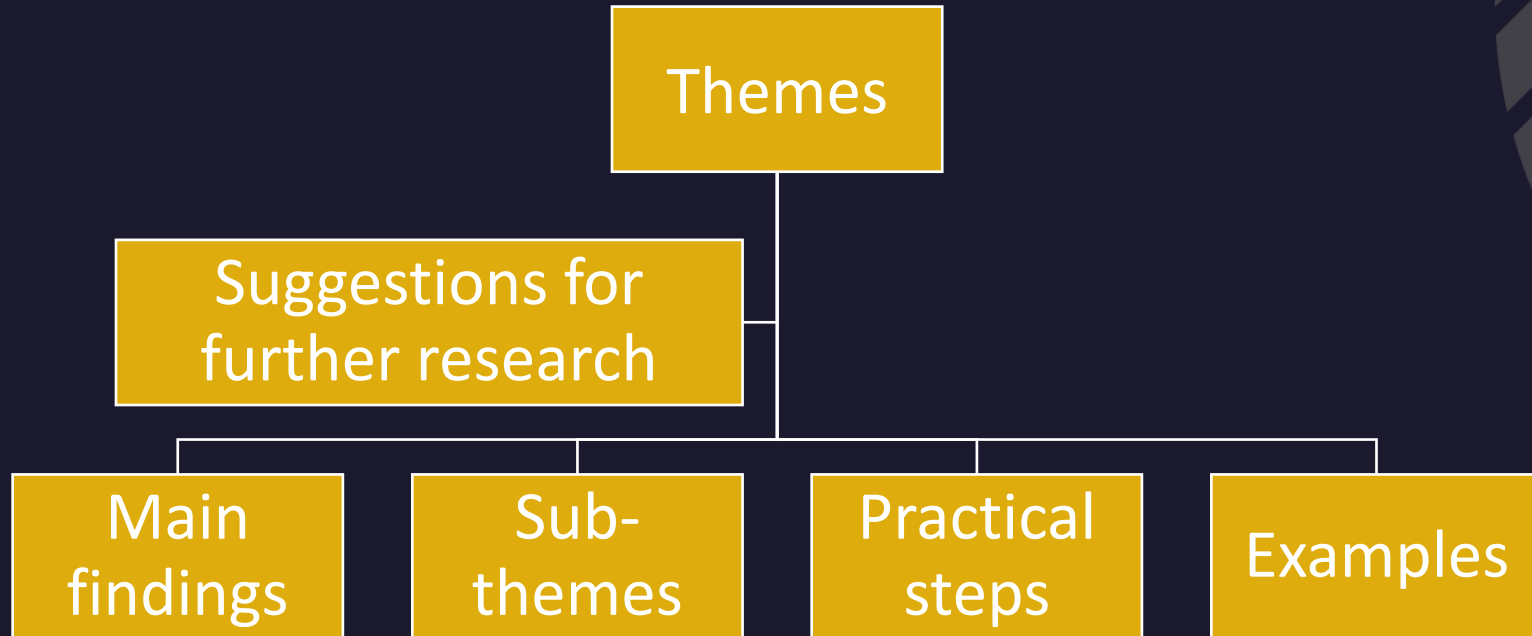 Themes
Suggestions for
further research
Main
findings
Sub-
themes
Practical
steps
Examples